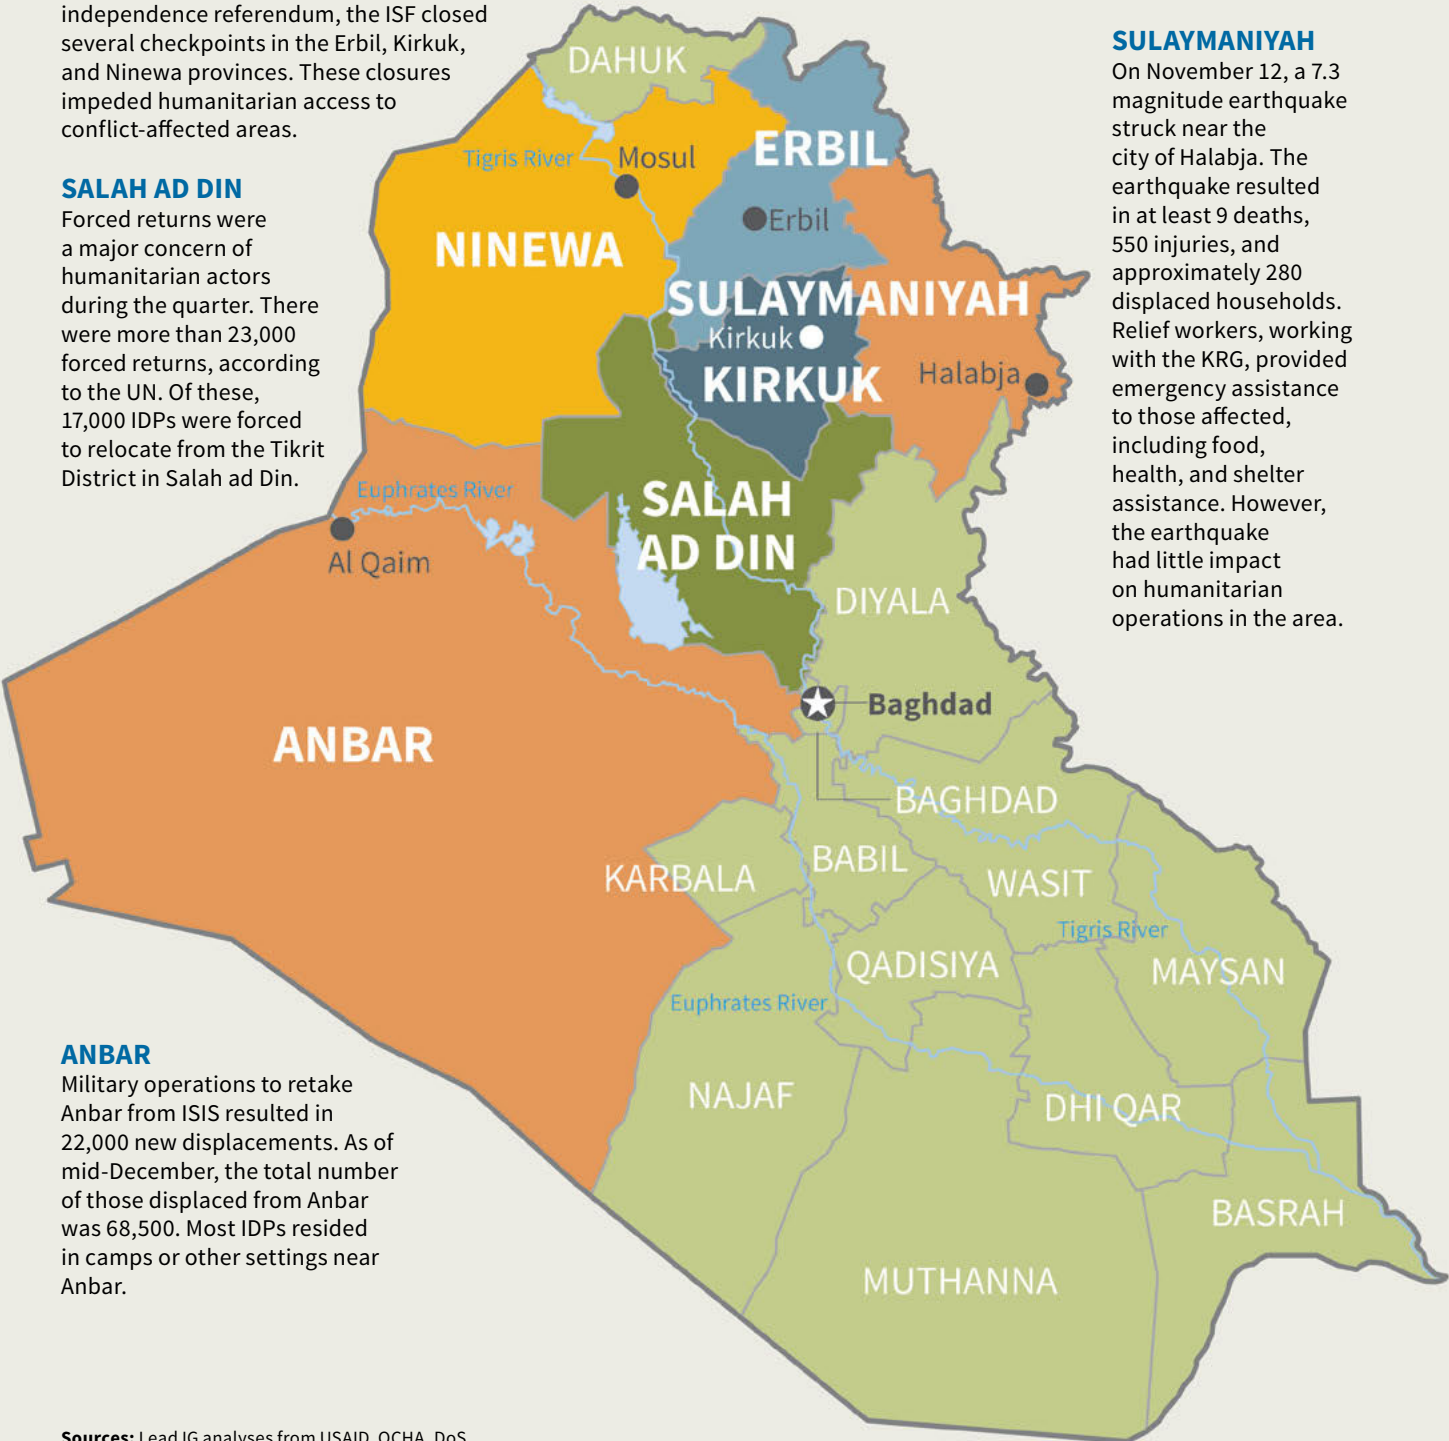 independence referendum, the ISF closed
several checkpoints in the Erbil, Kirkuk,
and Ninewa provinces. These closures
impeded humanitarian access to
conflict-affected areas.
SALAH AD DIN
Forced returns were
a major concern of
humanitarian actors
during the quarter. There
were more than 23,000
forced returns, according
to the UN. Of these,
17,000 IDPs were forced
to relocate from the Tikrit
District in Salah ad Din.
ANBAR
Military operations to retake
Anbar from ISIS resulted in
22,000 new displacements. As of
mid-December, the total number
of those displaced from Anbar
was 68,500. Most IDPs resided
in camps or other settings near
Anbar.
SULAYMANIYAH
On November 12, a 7.3
magnitude earthquake
struck near the
city of Halabja. The
earthquake resulted
in at least 9 deaths,
550 injuries, and
approximately 280
displaced households.
Relief workers, working
with the KRG, provided
emergency assistance
to those affected,
including food,
health, and shelter
assistance. However,
the earthquake
had little impact
on humanitarian
operations in the area.
DAHUK
ERBIL
Tigris River
Mosul
Erbil
NINEWA
SULAYMANIYAH
Kirkuk
KIRKUK
Halabja
Euphrates River
SALAH
AD DIN
Al Qaim
DIYALA
Baghdad
ANBAR
BAGHDAD
BABIL
KARBALA
WASIT
Tigris River
QADISIYA
MAYSAN
Euphrates River
NAJAF
DHI QAR
BASRAH
MUTHANNA
Sources: Lead IG analyses from USAID, OCHA, DoS